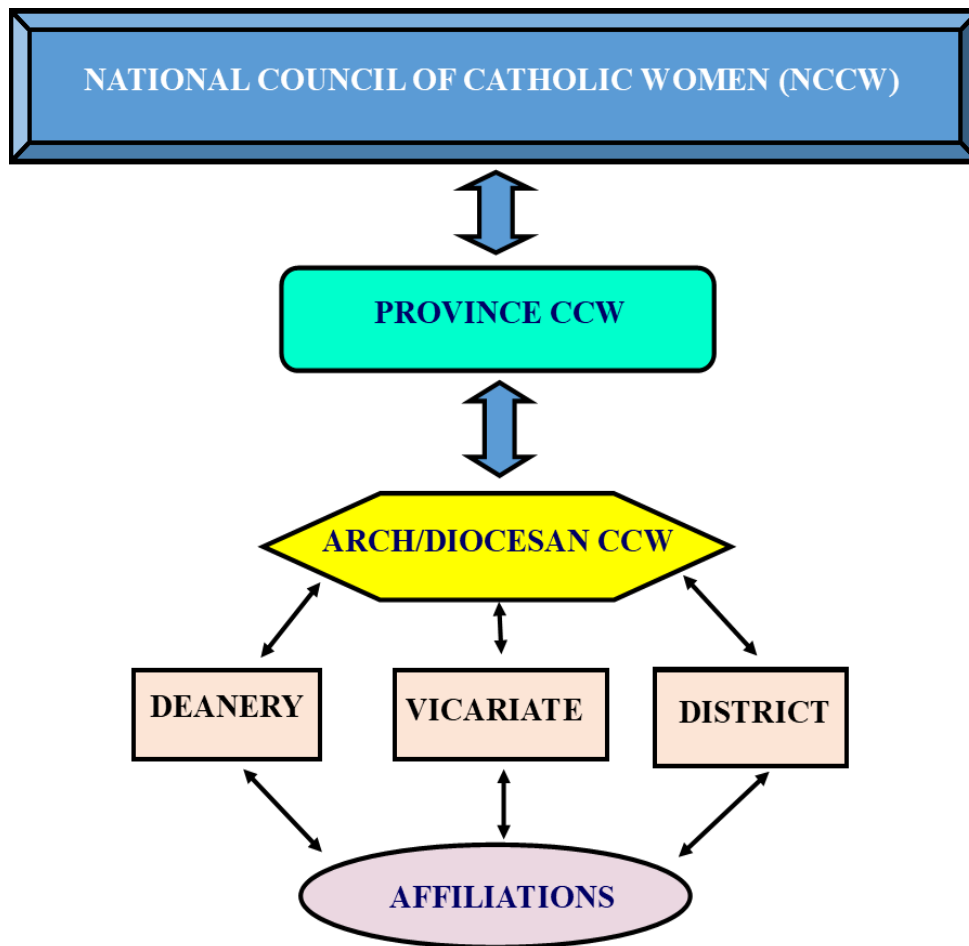 NATIONAL COUNCIL OF CATHOLIC WOMEN (NCCW)
PROVINCE CCW
ARCH/DIOCESAN CCW
DEANERY
VICARIATE
DISTRICT
AFFILIATIONS